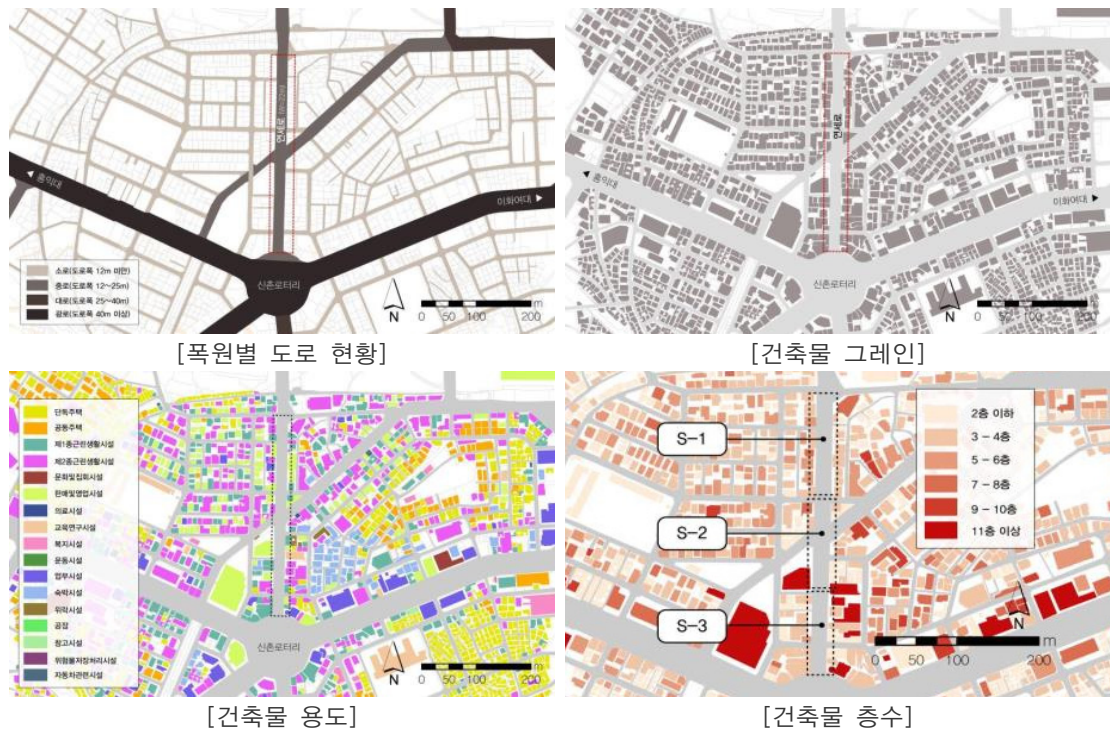 연세로
◀ 홍익대
이화여대 ▶
신촌로터리
소로(도로폭 12m 미만)
중로(도로폭 12~25m)
대로(도로폭 25~40m)
광로(도로폭 40m 이상)
N
0 50 100 200 m
[폭원별 도로 현황]
연세로
◀ 홍익대
이화여대 ▶
신촌로터리
N
0 50 100 200 m
[건축물 그레인]
단독주택
공동주택
제1종근린생활시설
제2종근린생활시설
문화및집회시설
판매및영업시설
의료시설
교육연구시설
복지시설
운동시설
업무시설
숙박시설
위락시설
공장
창고시설
위험물저장처리시설
자동차관련시설
신촌로터리
N
0 50 100 200 m
[건축물 용도]
S-1
S-2
S-3
2층 이하
3 - 4층
5 - 6층
7 - 8층
9 - 10층
11층 이상
N
0 50 100 200 m
[건축물 층수]